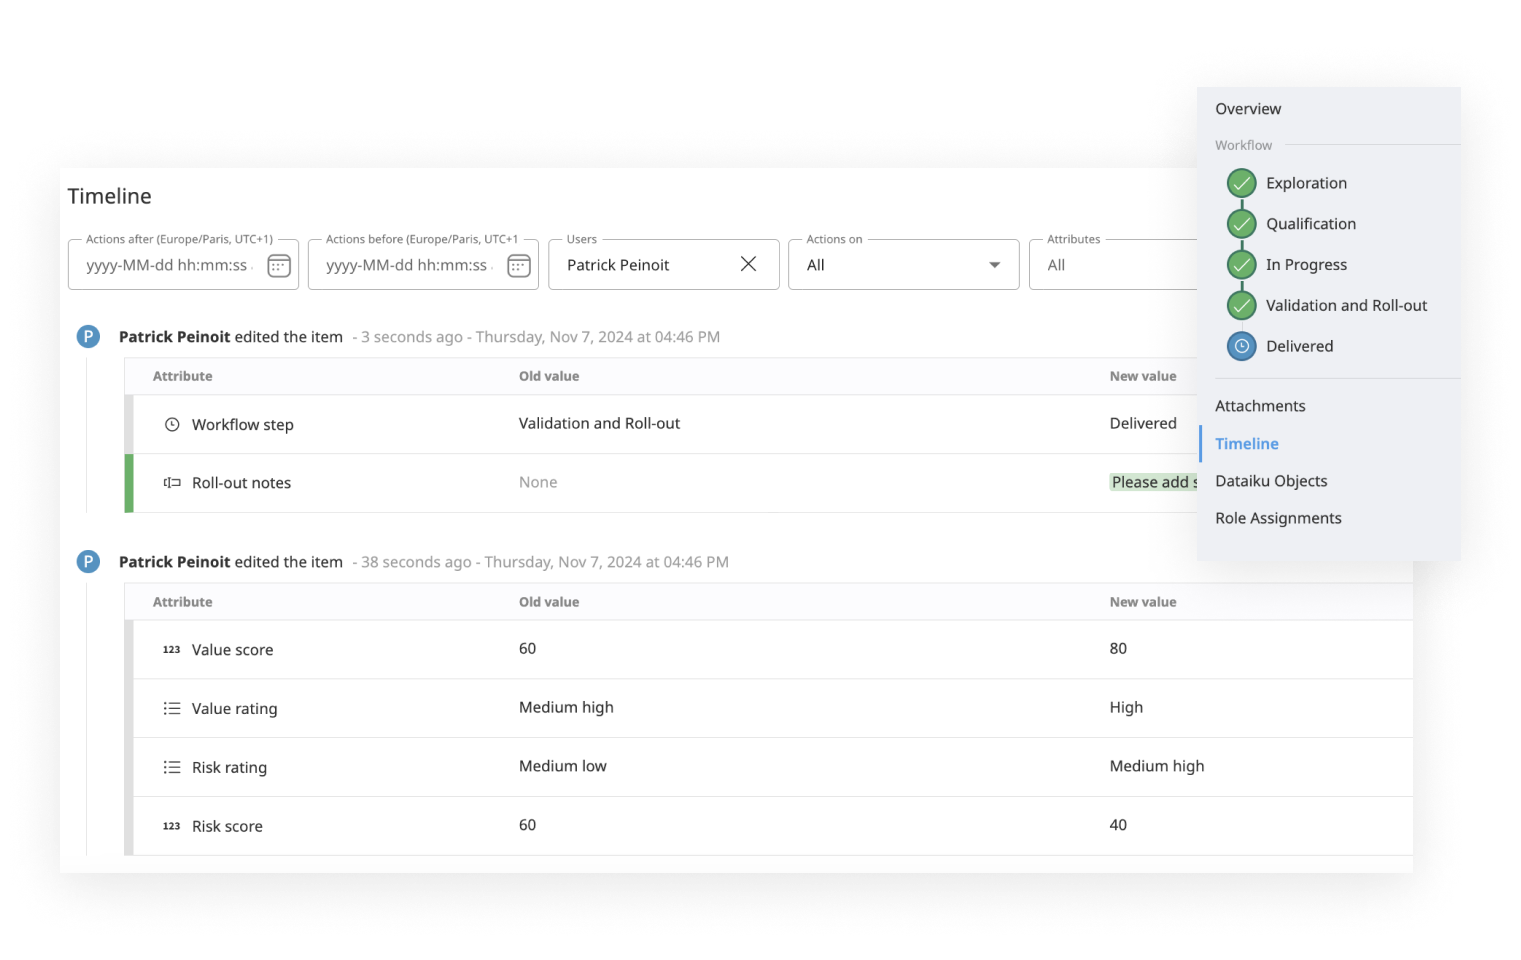 Timeline
Actions after (Europe/Paris, UTC+1)
yyyy-MM-dd hh:mm:ss
Actions before (Europe/Paris, UTC+1
yyyy-MM-dd hh:mm:ss
Users
Patrick Peinoit
Actions on
All
Attributes
All
P Patrick Peinoit edited the item - 3 seconds ago - Thursday, Nov 7, 2024 at 04:46 PM
Attribute Old value New value
Workflow step Validation and Roll-out Delivered
Roll-out notes None Please add
P Patrick Peinoit edited the item - 38 seconds ago - Thursday, Nov 7, 2024 at 04:46 PM
Attribute Old value New value
123 Value score 60 80
Value rating Medium high High
Risk rating Medium low Medium high
123 Risk score 60 40
Overview
Workflow
Exploration
Qualification
In Progress
Validation and Roll-out
Delivered
Attachments
Timeline
Dataiku Objects
Role Assignments